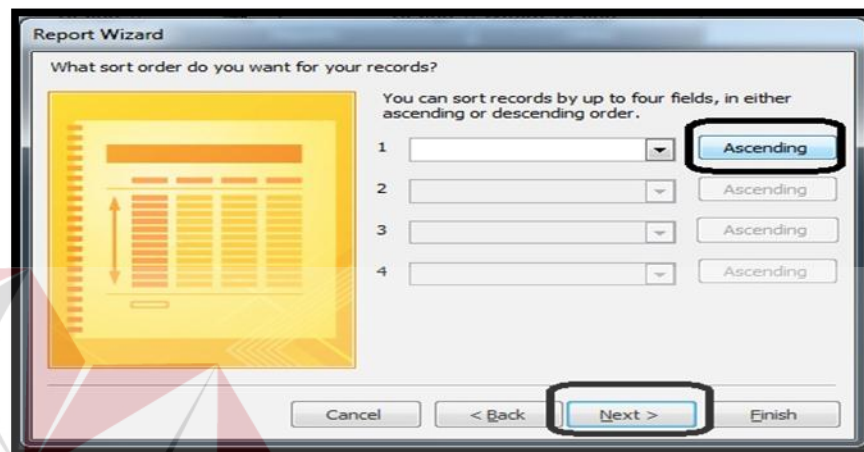 Report Wizard
What sort order do you want for your records?
You can sort records by up to four fields, in either
ascending or descending order.
1 Ascending
2 Ascending
3 Ascending
4 Ascending
Cancel < Back Next > Finish